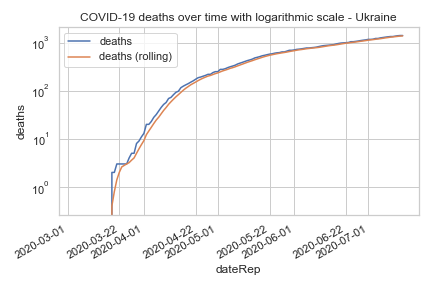 COVID-19 deaths over time with logarithmic scale - Ukraine
deaths
deaths (rolling)
10³
10²
10¹
10⁰
deaths
2020-03-01
2020-03-22
2020-04-01
2020-04-22
2020-05-01
2020-05-22
2020-06-01
2020-06-22
2020-07-01
dateRep